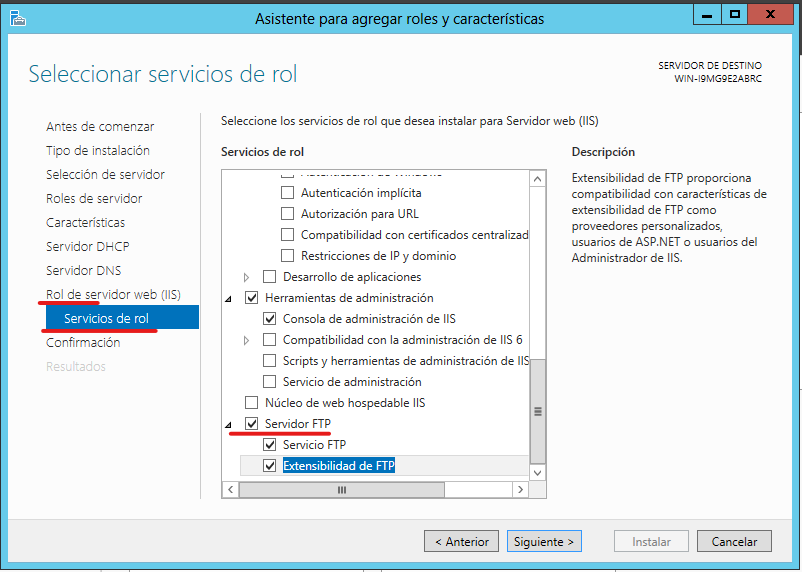 Asistente para agregar roles y características
Seleccionar servicios de rol
SERVIDOR DE DESTINO
WIN-I9MG9E2ABRC
Antes de comenzar
Tipo de instalación
Selección de servidor
Roles de servidor
Características
Servidor DHCP
Servidor DNS
Rol de servidor web (IIS)
Servicios de rol
Confirmación
Resultados
Seleccione los servicios de rol que desea instalar para Servidor web (IIS)
Servicios de rol
Autenticación de Windows
Autenticación implícita
Autorización para URL
Compatibilidad con certificados centralizad
Restricciones de IP y dominio
Desarrollo de aplicaciones
Herramientas de administración
Consola de administración de IIS
Compatibilidad con la administración de IIS 6
Scripts y herramientas de administración de IIS
Servicio de administración
Núcleo de web hospedable IIS
Servidor FTP
Servicio FTP
Extensibilidad de FTP
Descripción
Extensibilidad de FTP proporciona
compatibilidad con características de
extensibilidad de FTP como
proveedores personalizados,
usuarios de ASP.NET o usuarios del
Administrador de IIS.
< Anterior
Siguiente >
Instalar
Cancelar